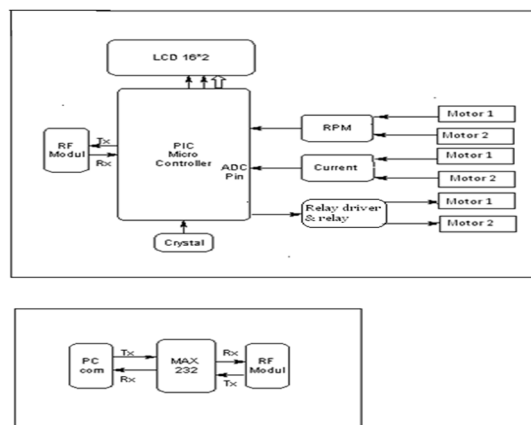 LCD 16*2
RF
Modul
Tx
Rx
PIC
Micro
Controller
ADC
Pin
RPM
Current
Relay driver
& relay
Motor 1
Motor 2
Motor 1
Motor 2
Motor 1
Motor 2
Crystal
PC
com
Tx
Rx
MAX
232
Rx
Tx
RF
Modul